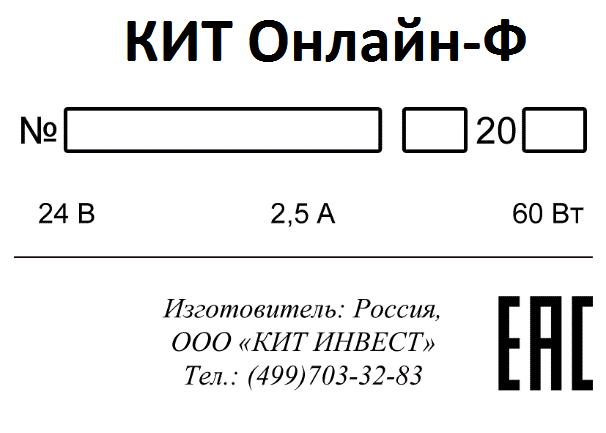 КИТ Онлайн-Ф
№ 20
24 В 2,5 А 60 Вт
Изготовитель: Россия,
ООО «КИТ ИНВЕСТ»
Тел.: (499)703-32-83
EAC